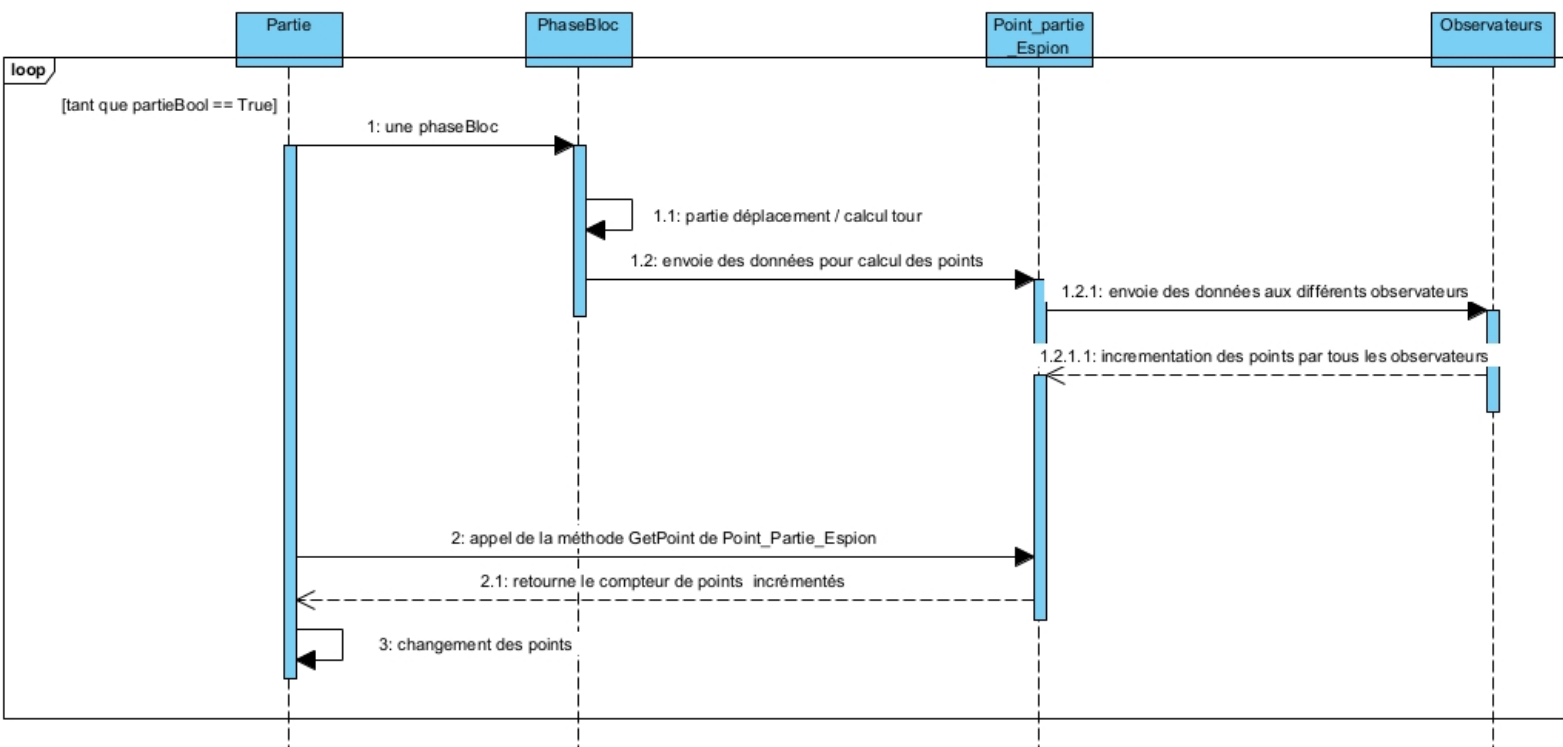 Partie
PhaseBloc
Point_partie
_Espion
Observateurs
loop
[tant que partieBool == True]
1: une phaseBloc
1.1: partie déplacement / calcul tour
1.2: envoie des données pour calcul des points
1.2.1: envoie des données aux différents observateurs
1.2.1.1: incrementation des points par tous les observateurs
2: appel de la méthode GetPoint de Point_Partie_Espion
2.1: retourne le compteur de points incrémentés
3: changement des points